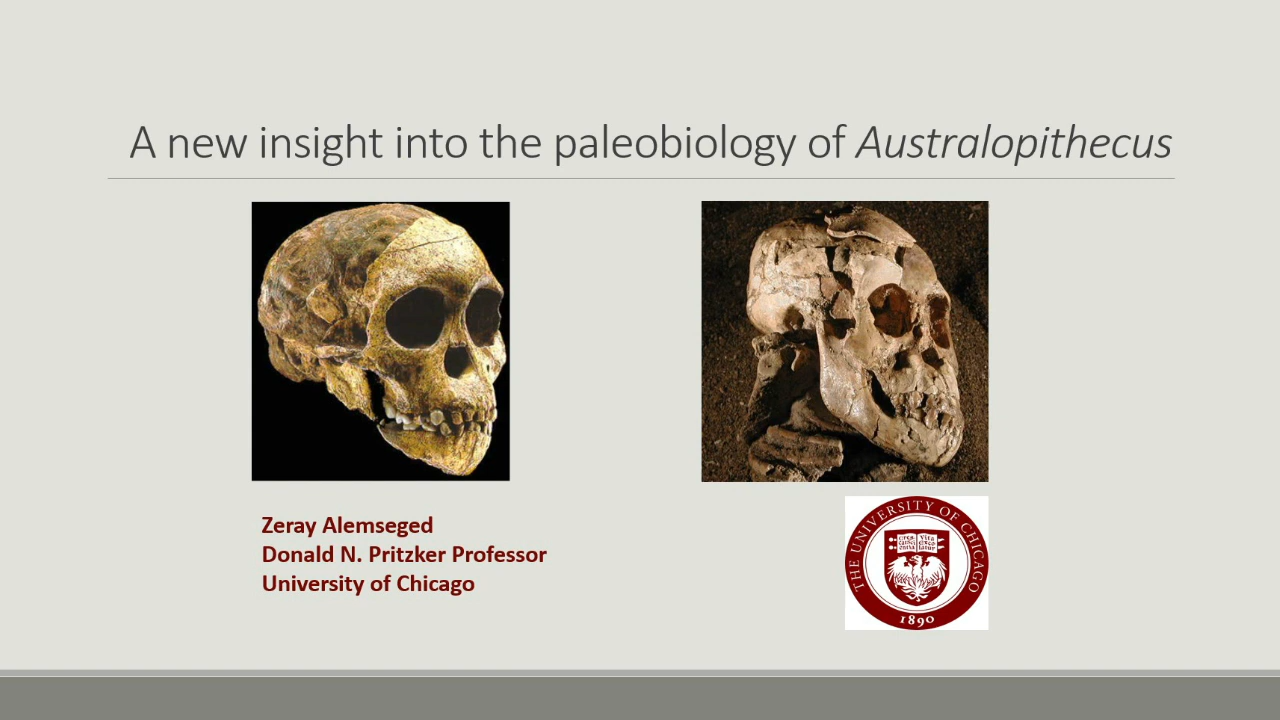 A new insight into the paleobiology of Australopithecus
Zeray Alemseged
Donald N. Pritzker Professor
University of Chicago
THE UNIVERSITY OF CHICAGO
1890